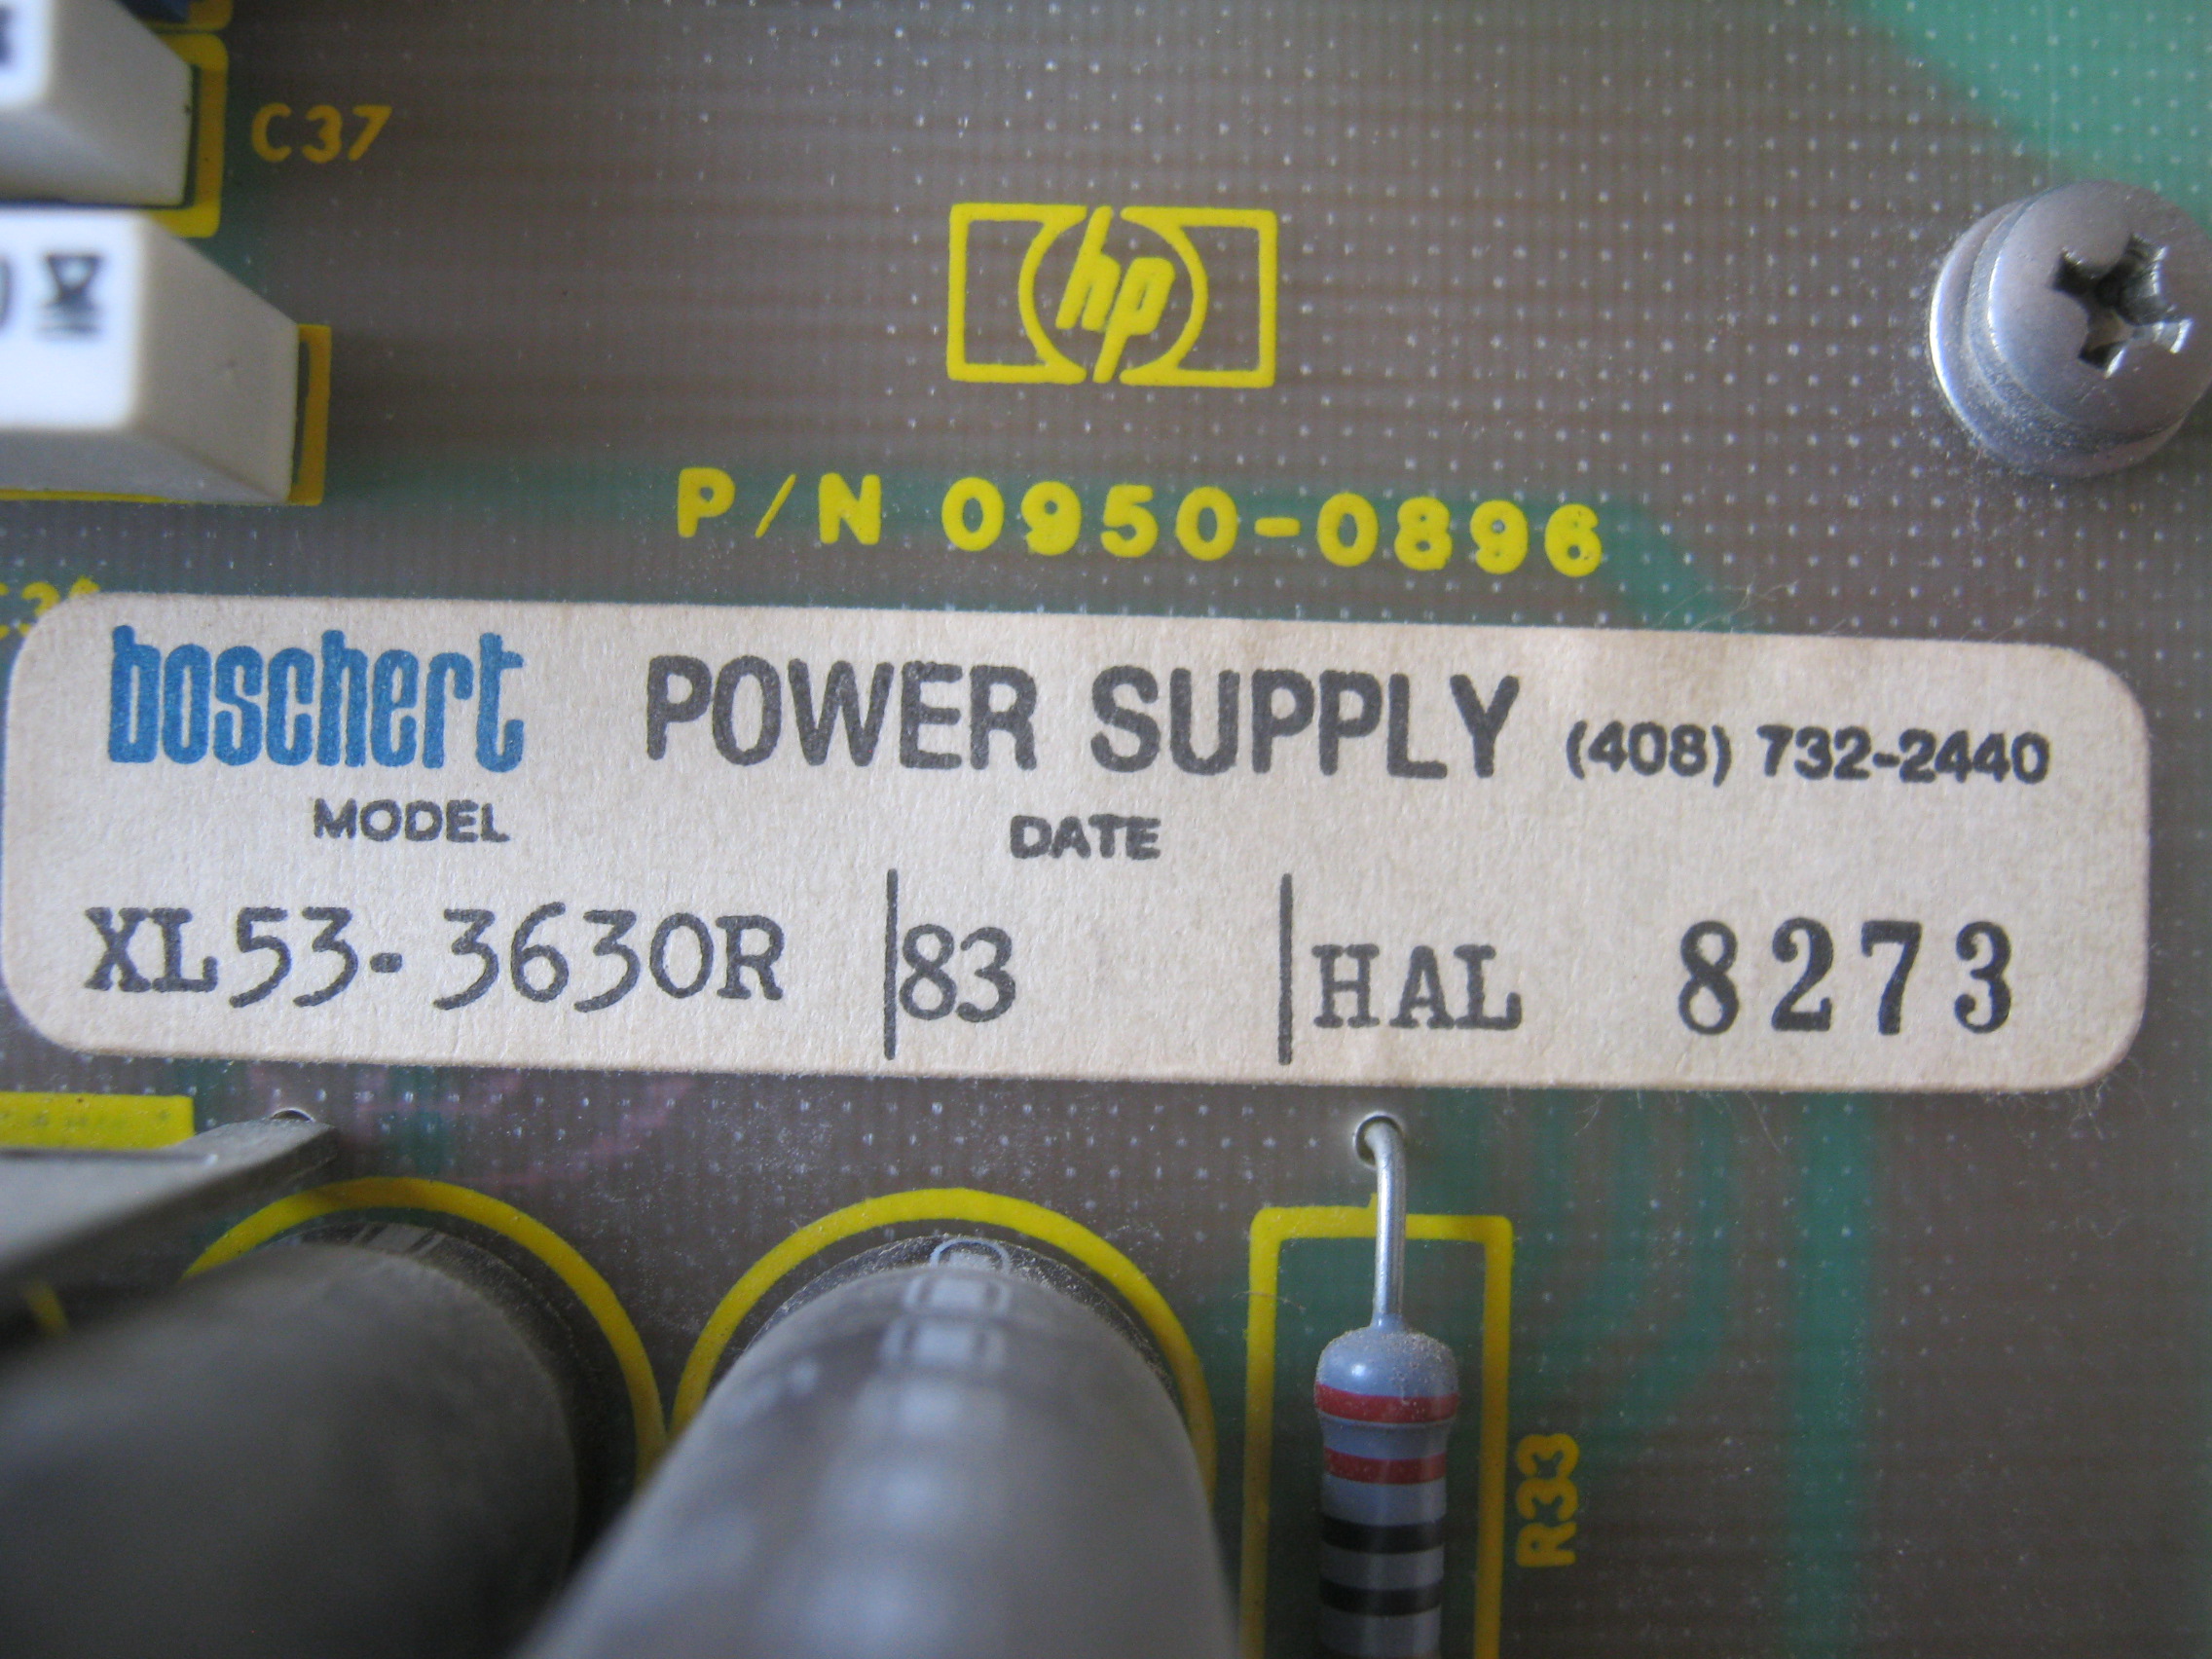 C37
hp
P/N 0950-0896
boschert POWER SUPPLY (408) 732-2440
MODEL DATE
XL53-3630R 83 HAL 8273
R33